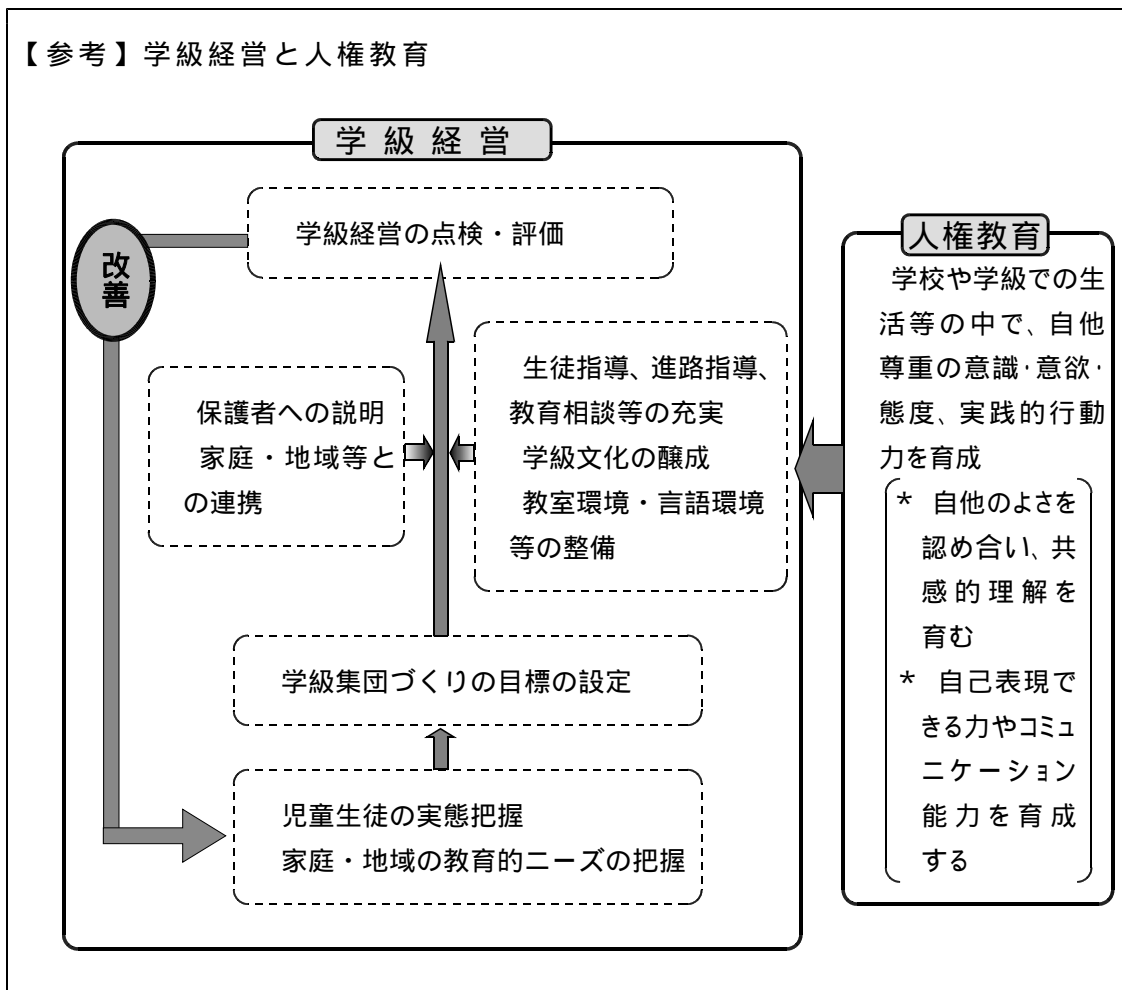 【参考】学級経営と人権教育
学級経営
学級経営の点検・評価
改善
保護者への説明
家庭・地域等と
の連携
生徒指導、進路指導、
教育相談等の充実
学級文化の醸成
教室環境・言語環境
等の整備
学級集団づくりの目標の設定
児童生徒の実態把握
家庭・地域の教育的ニーズの把握
人権教育
学校や学級での生
活等の中で、自他
尊重の意識・意欲・
態度、実践的行動
力を育成
* 自他のよさを
認め合い、共
感的理解を
育む
* 自己表現で
きる力やコミュ
ニケーション
能力を育成
する